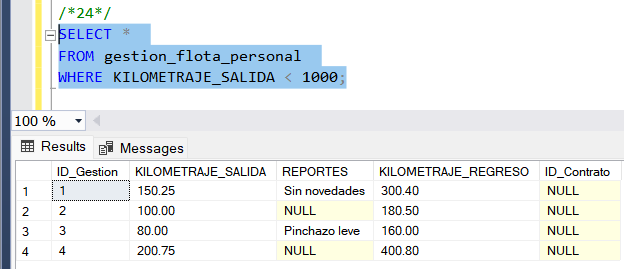 /*24*/
SELECT *
FROM gestion_flota_personal
WHERE KILOMETRAJE_SALIDA < 1000;
100 %
Results Messages
ID_Gestion KILOMETRAJE_SALIDA REPORTES KILOMETRAJE_REGRESO ID_Contrato
1 1 150.25 Sin novedades 300.40 NULL
2 2 100.00 NULL 180.50 NULL
3 3 80.00 Pinchazo leve 160.00 NULL
4 4 200.75 NULL 400.80 NULL